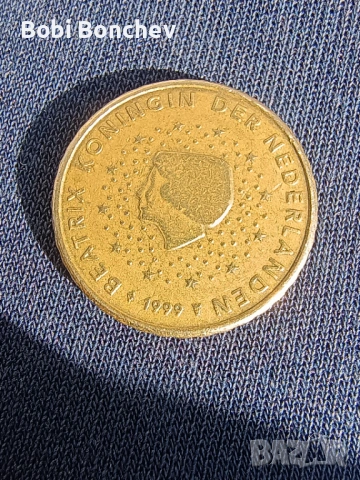 Bobi Bonchev
BEATRIX KONINGIN DER NEDERLANDEN
1999
BAZAR